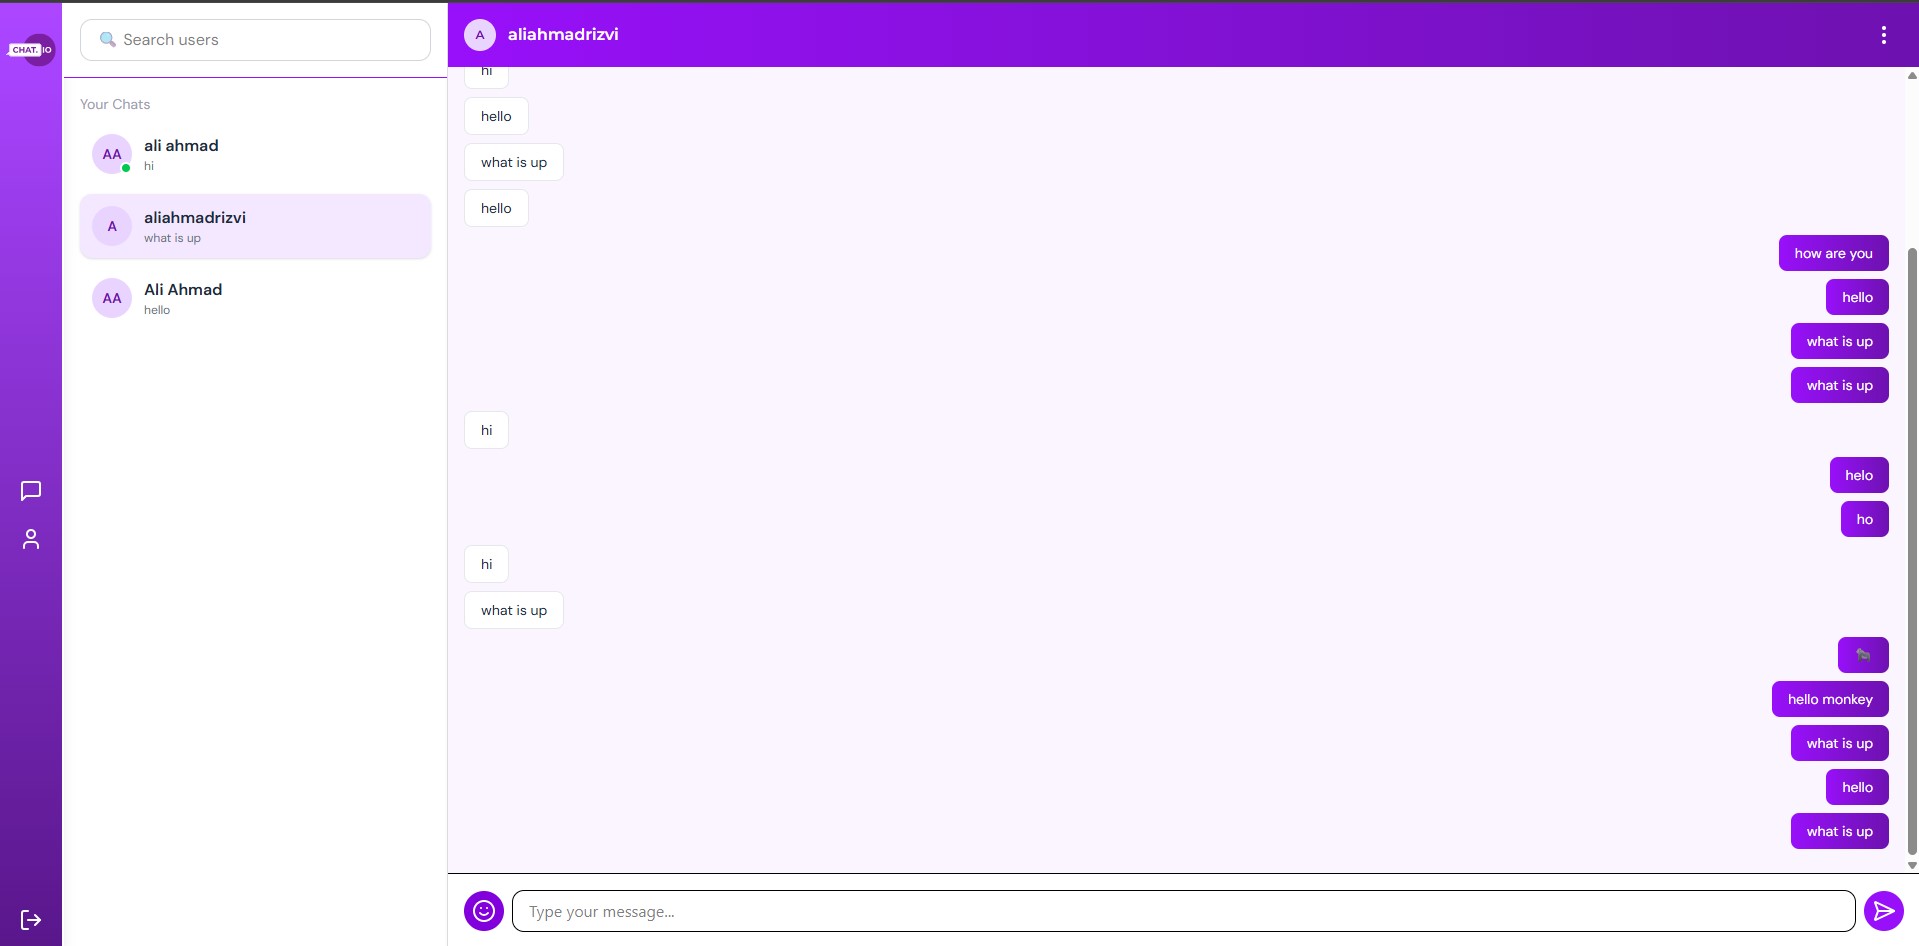 CHAT.IO
Search users
Your Chats
AA
ali ahmad
hi
A
aliahmadrizvi
what is up
AA
Ali Ahmad
hello
A
aliahmadrizvi
hi
hello
what is up
hello
how are you
hello
what is up
what is up
hi
helo
ho
hi
what is up
hello monkey
what is up
hello
what is up
Type your message...